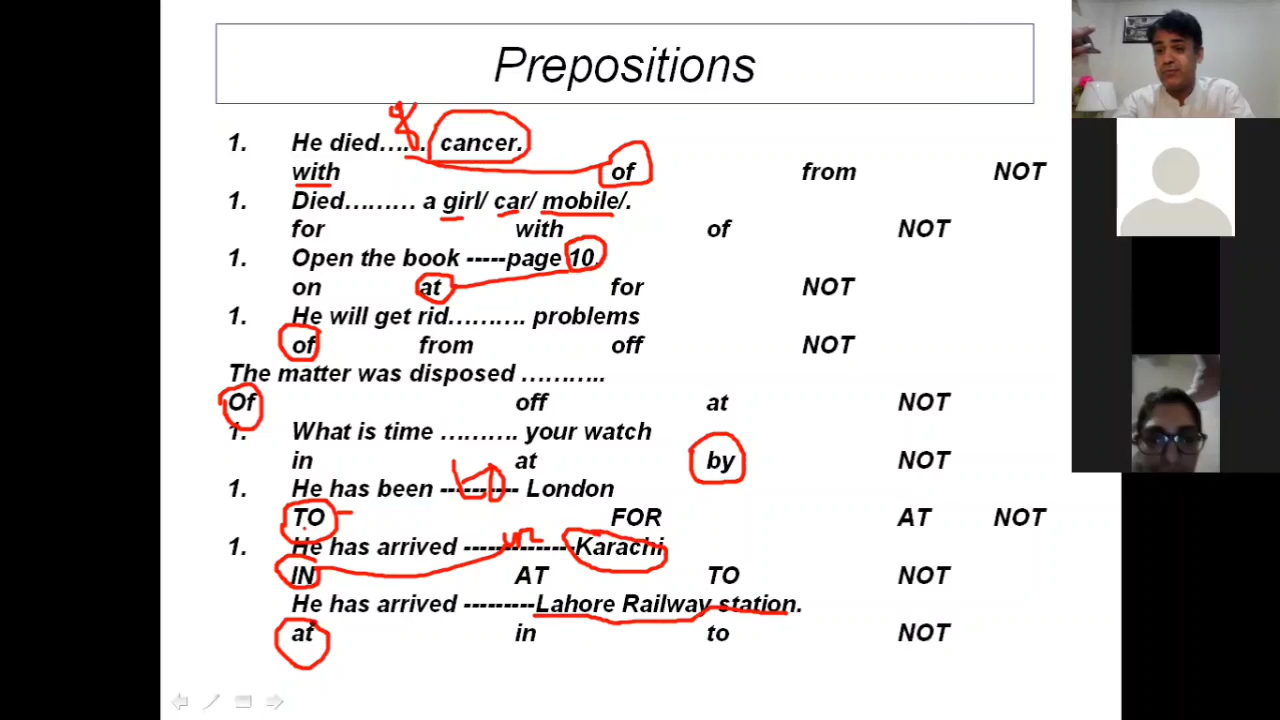 Prepositions
1. He died…... cancer.
with of from NOT
1. Died……… a girl/ car/ mobile/.
for with of NOT
1. Open the book -----page 10.
on at for NOT
1. He will get rid………. problems
of from off NOT
The matter was disposed ………..
Of off at NOT
1. What is time ………. your watch
in at by NOT
1. He has been ---------- London
TO FOR AT NOT
in
1. He has arrived --------------Karachi
IN AT TO NOT
He has arrived ---------Lahore Railway station.
at in to NOT